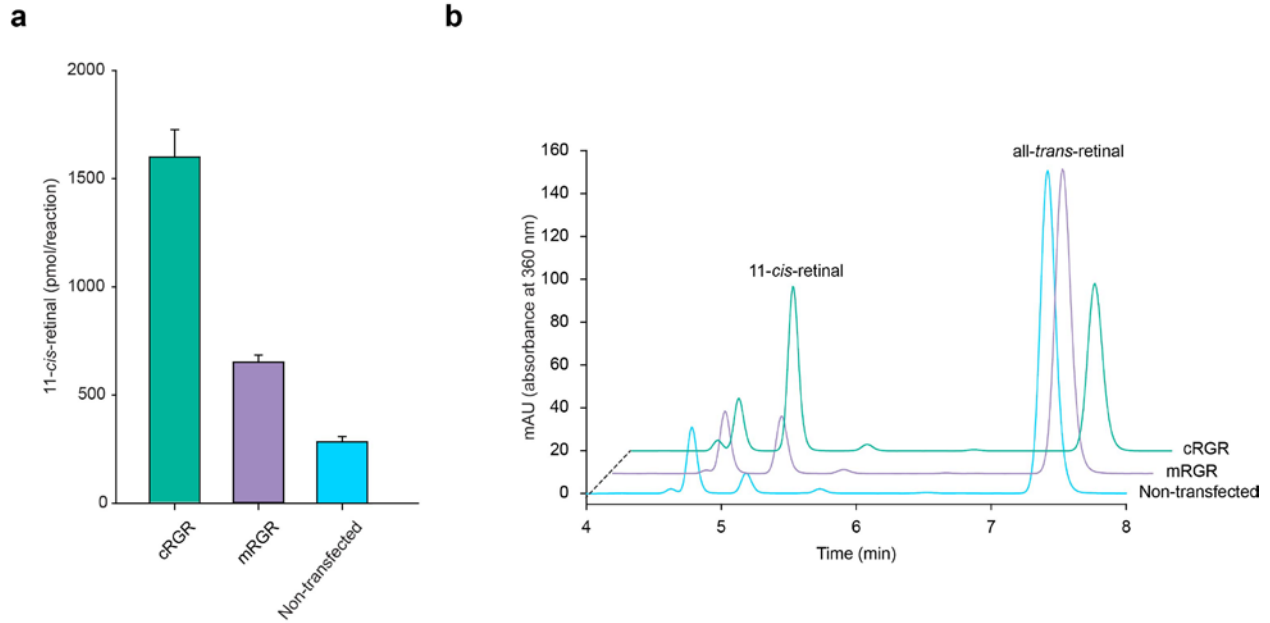 a
b
2000
1500
1000
500
0
11-cis-retinal (pmol/reaction)
cRGR
mRGR
Non-transfected
160
140
120
100
80
60
40
20
0
mAU (absorbance at 360 nm)
all-trans-retinal
11-cis-retinal
cRGR
mRGR
Non-transfected
4
5
6
7
8
Time (min)